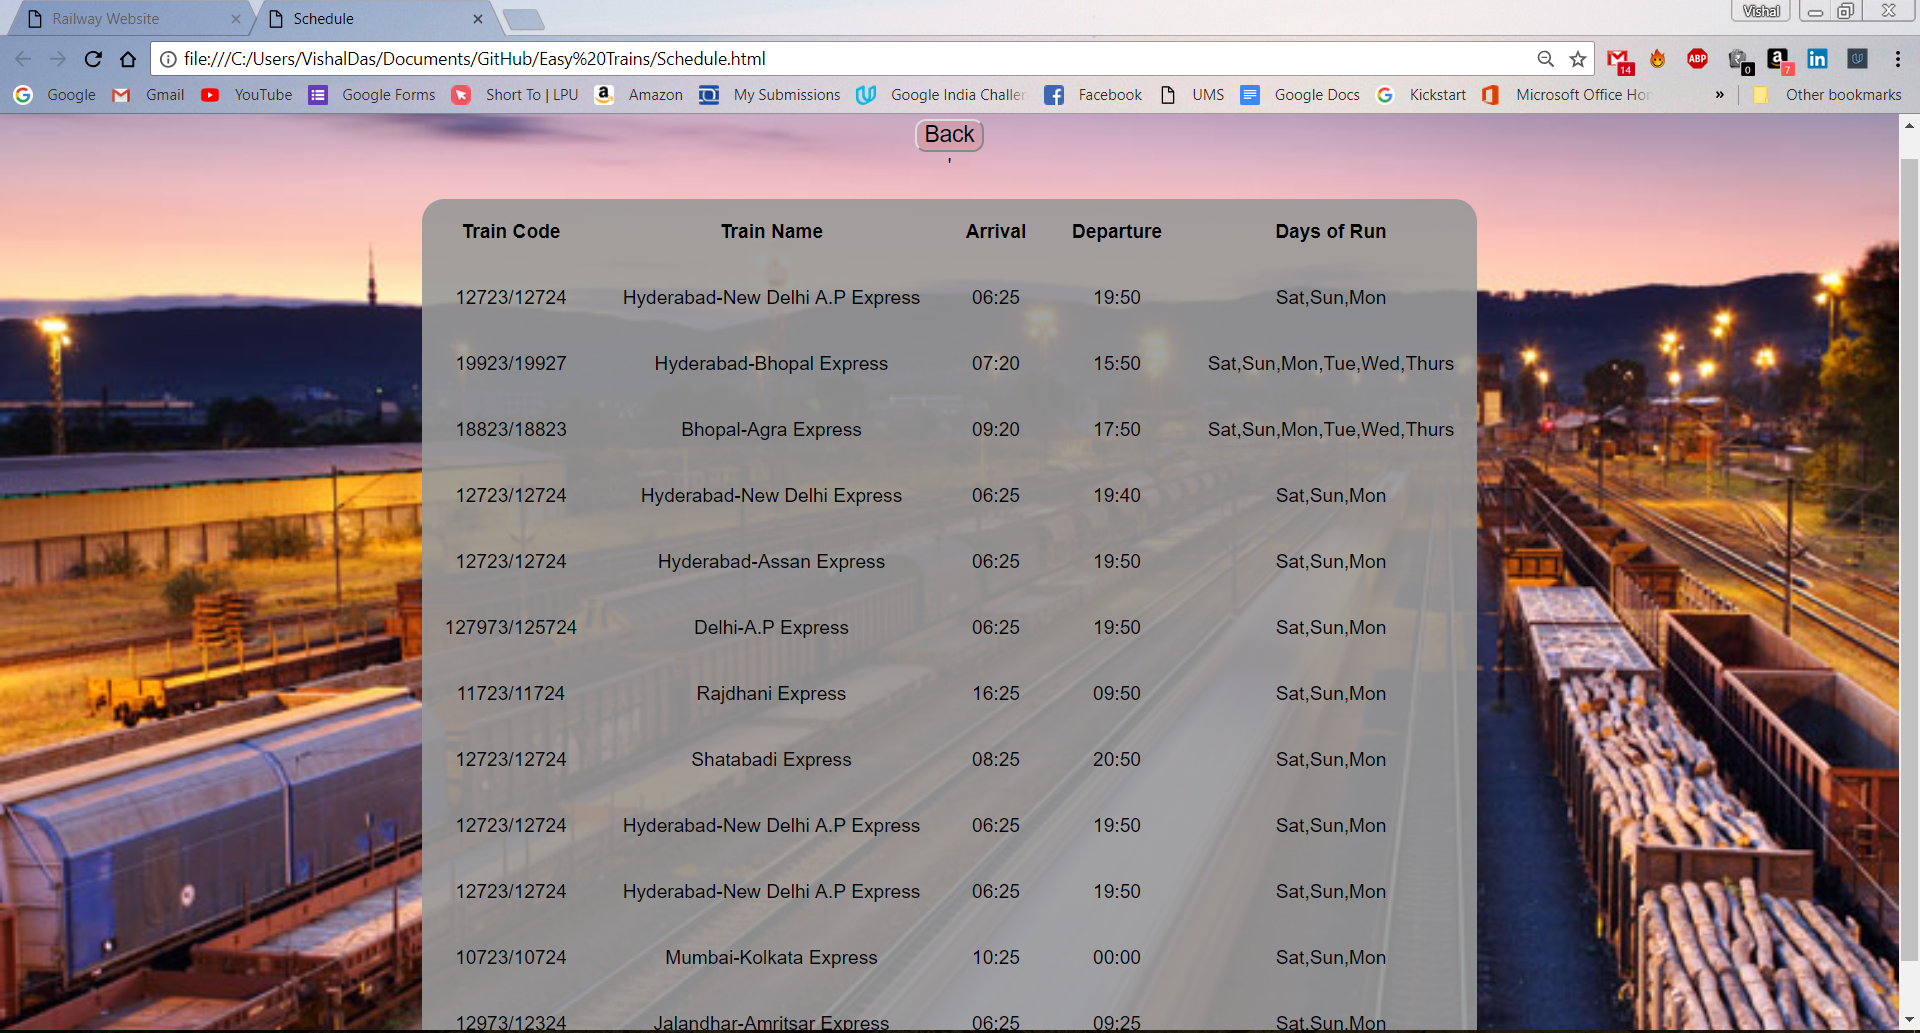 Railway Website
Schedule
Vishal
file:///C:/Users/VishalDas/Documents/GitHub/Easy%20Trains/Schedule.html
14 ABP 0 7
Google Gmail YouTube Google Forms Short To | LPU Amazon My Submissions Google India Challer Facebook UMS Google Docs Kickstart Microsoft Office Hor » Other bookmarks
Back
'
Train Code Train Name Arrival Departure Days of Run
12723/12724 Hyderabad-New Delhi A.P Express 06:25 19:50 Sat,Sun,Mon
19923/19927 Hyderabad-Bhopal Express 07:20 15:50 Sat,Sun,Mon,Tue,Wed,Thurs
18823/18823 Bhopal-Agra Express 09:20 17:50 Sat,Sun,Mon,Tue,Wed,Thurs
12723/12724 Hyderabad-New Delhi Express 06:25 19:40 Sat,Sun,Mon
12723/12724 Hyderabad-Assan Express 06:25 19:50 Sat,Sun,Mon
127973/125724 Delhi-A.P Express 06:25 19:50 Sat,Sun,Mon
11723/11724 Rajdhani Express 16:25 09:50 Sat,Sun,Mon
12723/12724 Shatabadi Express 08:25 20:50 Sat,Sun,Mon
12723/12724 Hyderabad-New Delhi A.P Express 06:25 19:50 Sat,Sun,Mon
12723/12724 Hyderabad-New Delhi A.P Express 06:25 19:50 Sat,Sun,Mon
10723/10724 Mumbai-Kolkata Express 10:25 00:00 Sat,Sun,Mon
12973/12324 Jalandhar-Amritsar Express 06:25 09:25 Sat,Sun,Mon